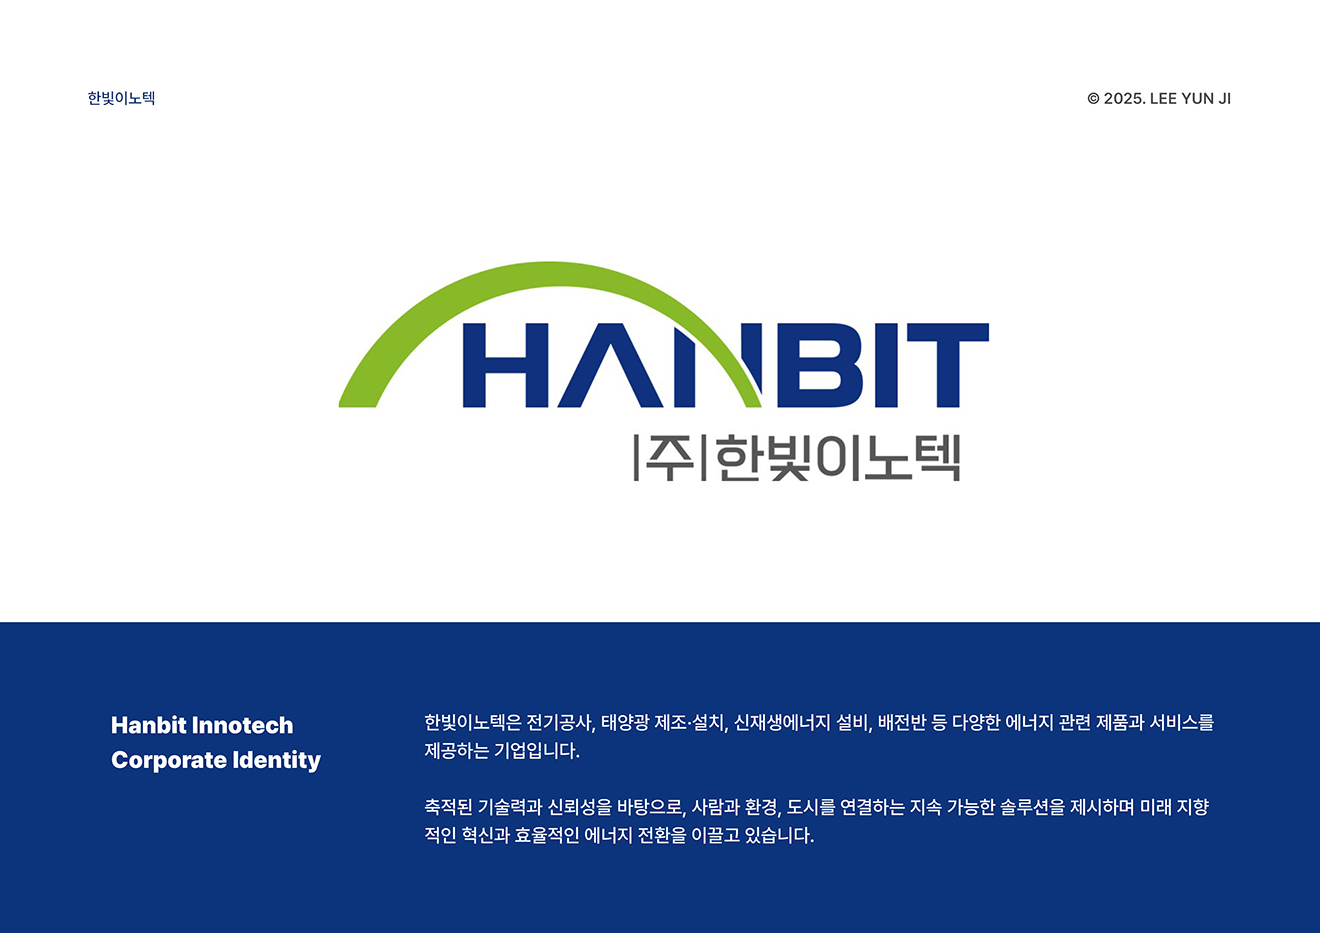 한빛이노텍
© 2025. LEE YUN JI
HANBIT
|주|한빛이노텍
Hanbit Innotech
Corporate Identity
한빛이노텍은 전기공사, 태양광 제조·설치, 신재생에너지 설비, 배전반 등 다양한 에너지 관련 제품과 서비스를
제공하는 기업입니다.
축적된 기술력과 신뢰성을 바탕으로, 사람과 환경, 도시를 연결하는 지속 가능한 솔루션을 제시하며 미래 지향
적인 혁신과 효율적인 에너지 전환을 이끌고 있습니다.